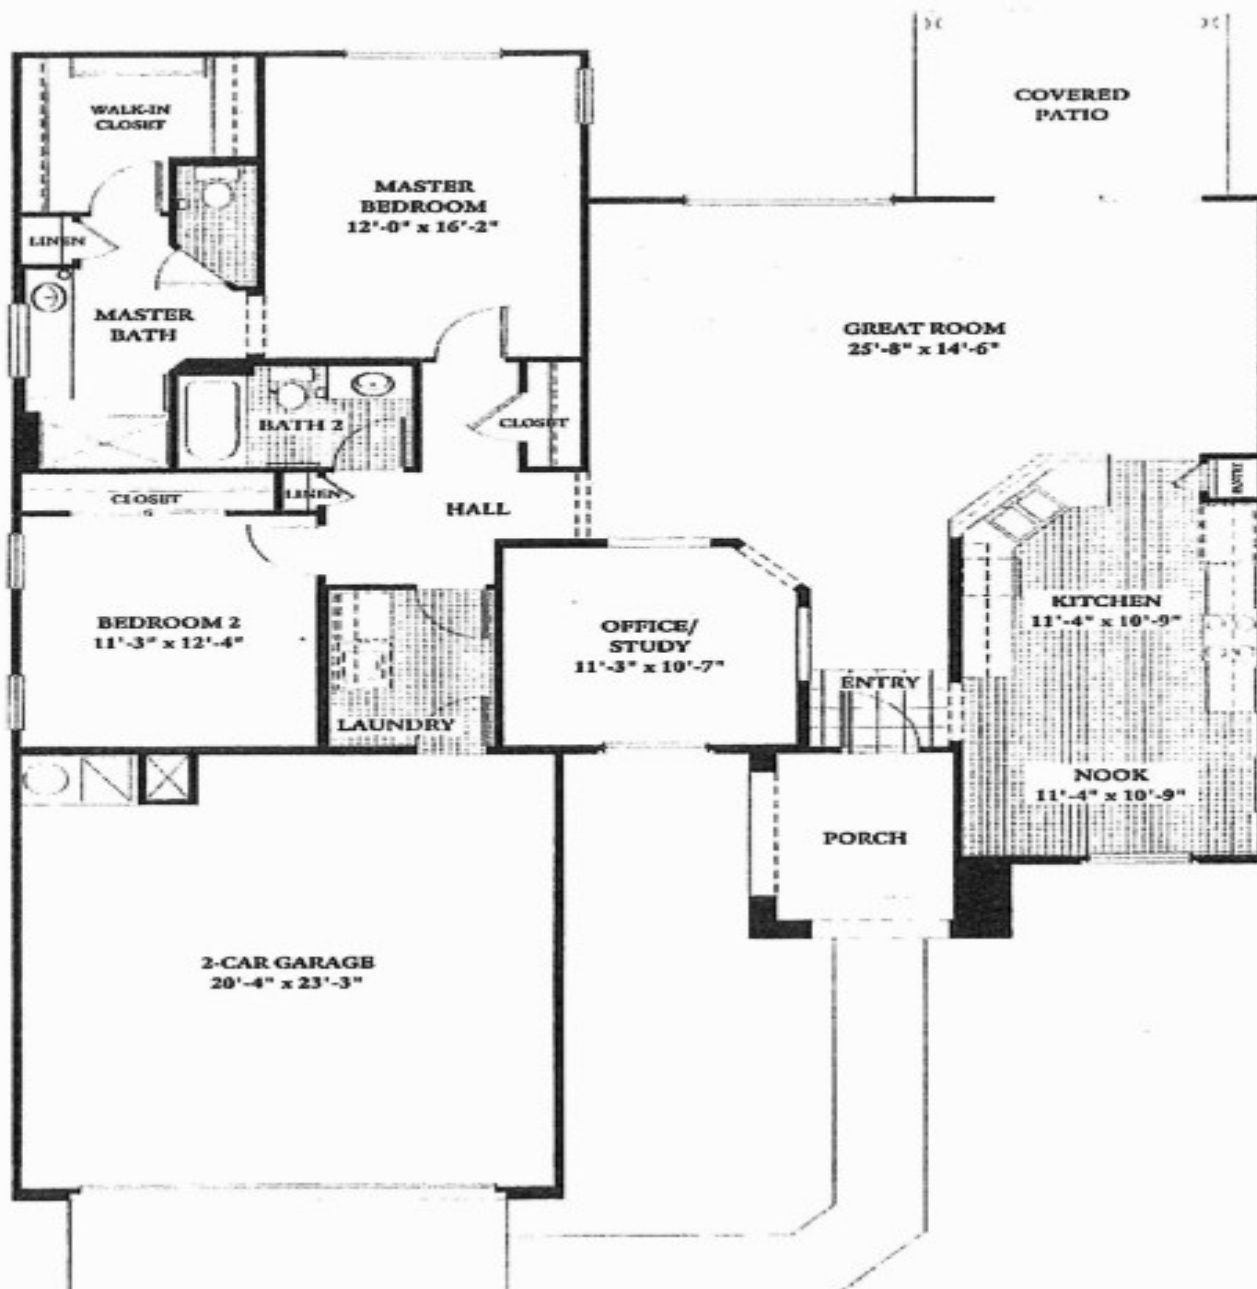 COVERED
PATIO
WALK-IN
CLOSET
MASTER
BEDROOM
12'-0" x 16'-2"
LINEN
MASTER
BATH
GREAT ROOM
25'-8" x 14'-6"
BATH 2
CLOSET
PANTRY
CLOSET
LINEN
HALL
KITCHEN
11'-4" x 10'-9"
BEDROOM 2
11'-3" x 12'-4"
OFFICE/
STUDY
11'-3" x 10'-7"
ENTRY
LAUNDRY
NOOK
11'-4" x 10'-9"
PORCH
2-CAR GARAGE
20'-4" x 23'-3"